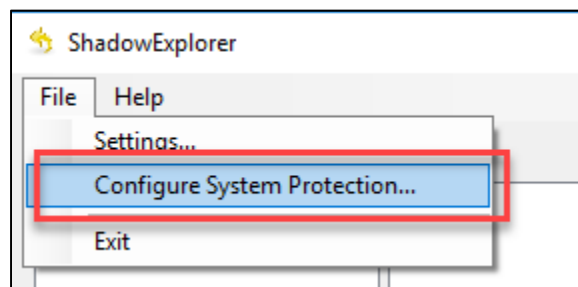 ShadowExplorer
File Help
Settings...
Configure System Protection...
Exit